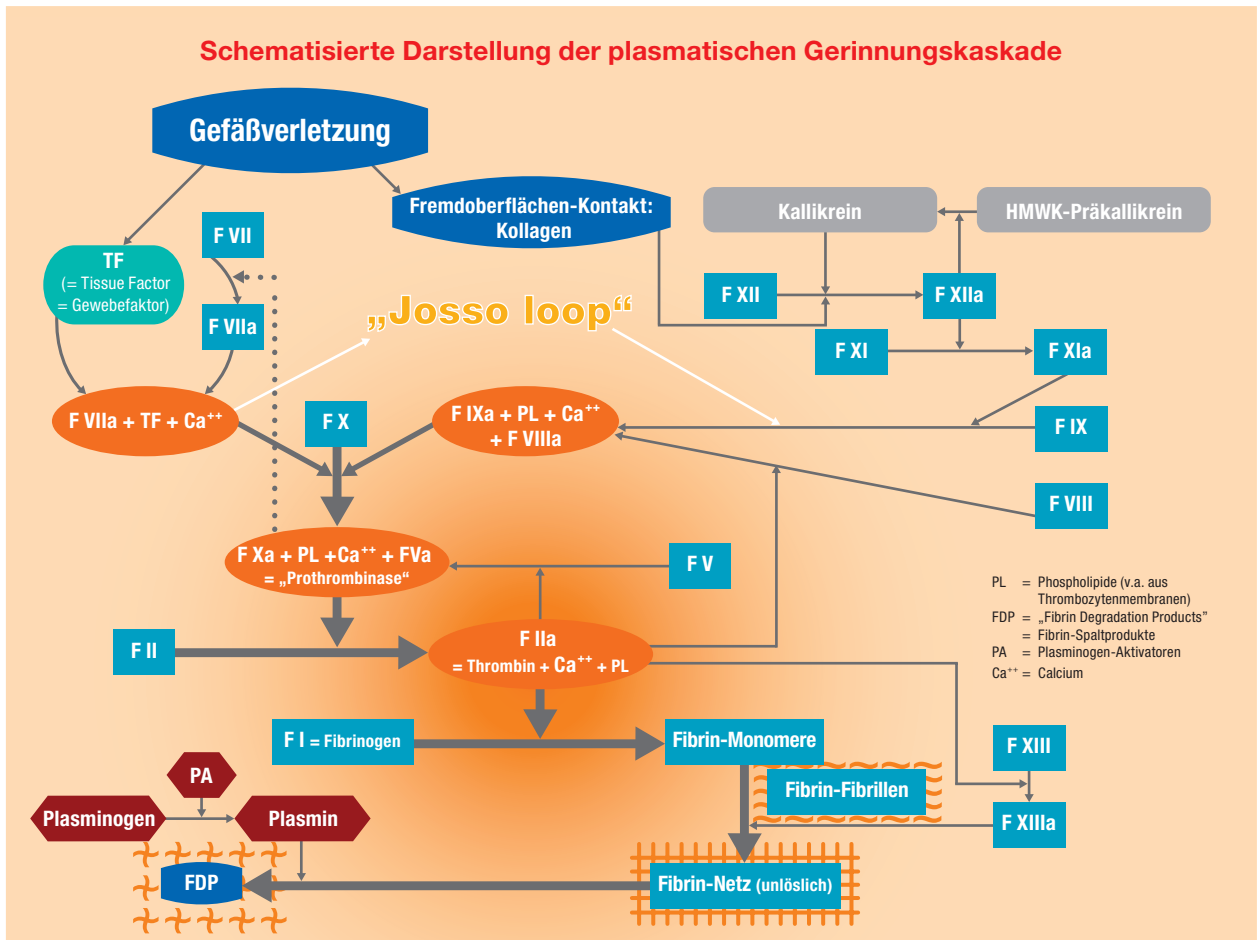 Schematisierte Darstellung der plasmatischen Gerinnungskaskade
Gefäßverletzung
Fremdoberflächen-Kontakt:
Kollagen
Kallikrein
HMWK-Präkallikrein
F VII
TF
(= Tissue Factor
= Gewebefaktor)
F VIIa
F XII
F XIIa
„Josso loop“
F XI
F XIa
F VIIa + TF + Ca⁺⁺
F X
F IXa + PL + Ca⁺⁺
+ F VIIIa
F IX
F VIII
F Xa + PL +Ca⁺⁺ + FVa
= „Prothrombinase“
F V
PL = Phospholipide (v.a. aus
Thrombozytenmembranen)
FDP = „Fibrin Degradation Products”
= Fibrin-Spaltprodukte
PA = Plasminogen-Aktivatoren
Ca⁺⁺ = Calcium
F II
F IIa
= Thrombin + Ca⁺⁺ + PL
F I = Fibrinogen
Fibrin-Monomere
F XIII
PA
Fibrin-Fibrillen
Plasminogen
Plasmin
F XIIIa
FDP
Fibrin-Netz (unlöslich)